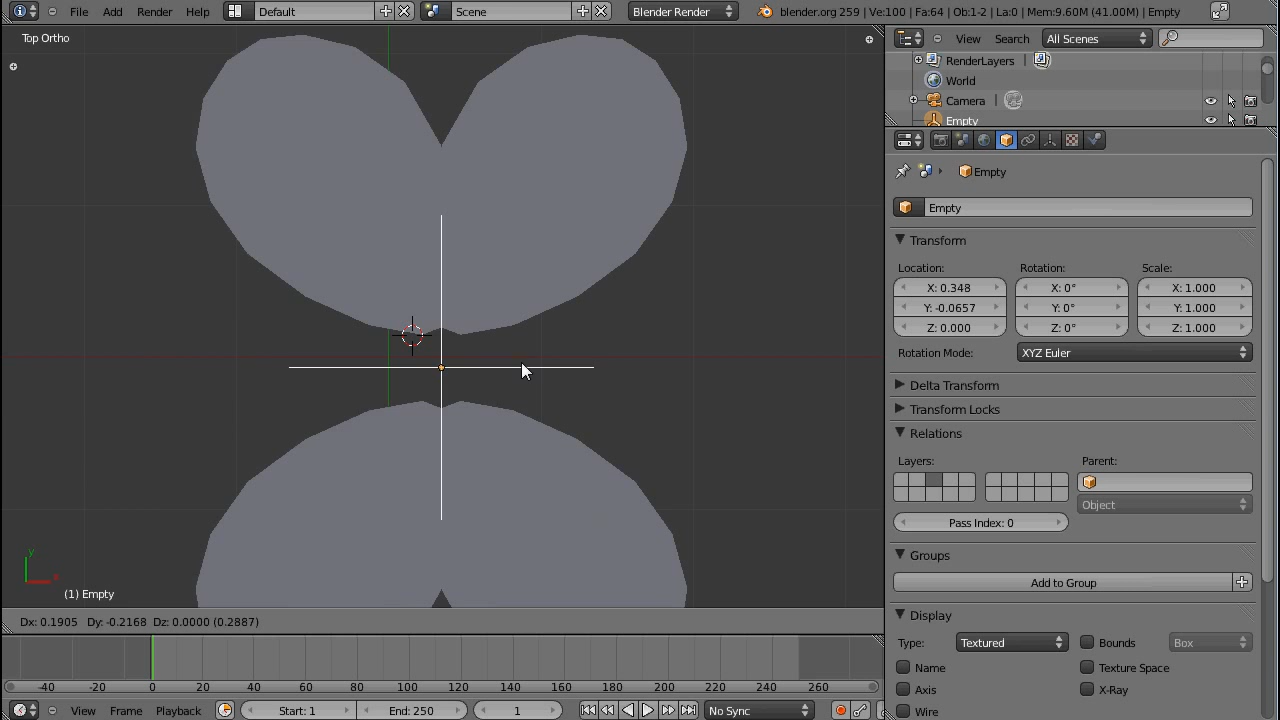 File Add Render Help Default Scene Blender Render blender.org 259 | Ve:100 | Fa:64 | Ob:1-2 | La:0 | Mem:9.60M (41.00M) | Empty
Top Ortho
View Search All Scenes
RenderLayers
World
Camera
Empty
Empty
Empty
Transform
Location: Rotation: Scale:
X: 0.348 X: 0° X: 1.000
Y: -0.0657 Y: 0° Y: 1.000
Z: 0.000 Z: 0° Z: 1.000
Rotation Mode: XYZ Euler
Delta Transform
Transform Locks
Relations
Layers: Parent:
Object
Pass Index: 0
Groups
Add to Group
Display
Type: Textured Bounds Box
Name Texture Space
Axis X-Ray
Wire
y
x
(1) Empty
Dx: 0.1905 Dy: -0.2168 Dz: 0.0000 (0.2887)
-40 -20 0 20 40 60 80 100 120 140 160 180 200 220 240 260
View Frame Playback Start: 1 End: 250 1 No Sync